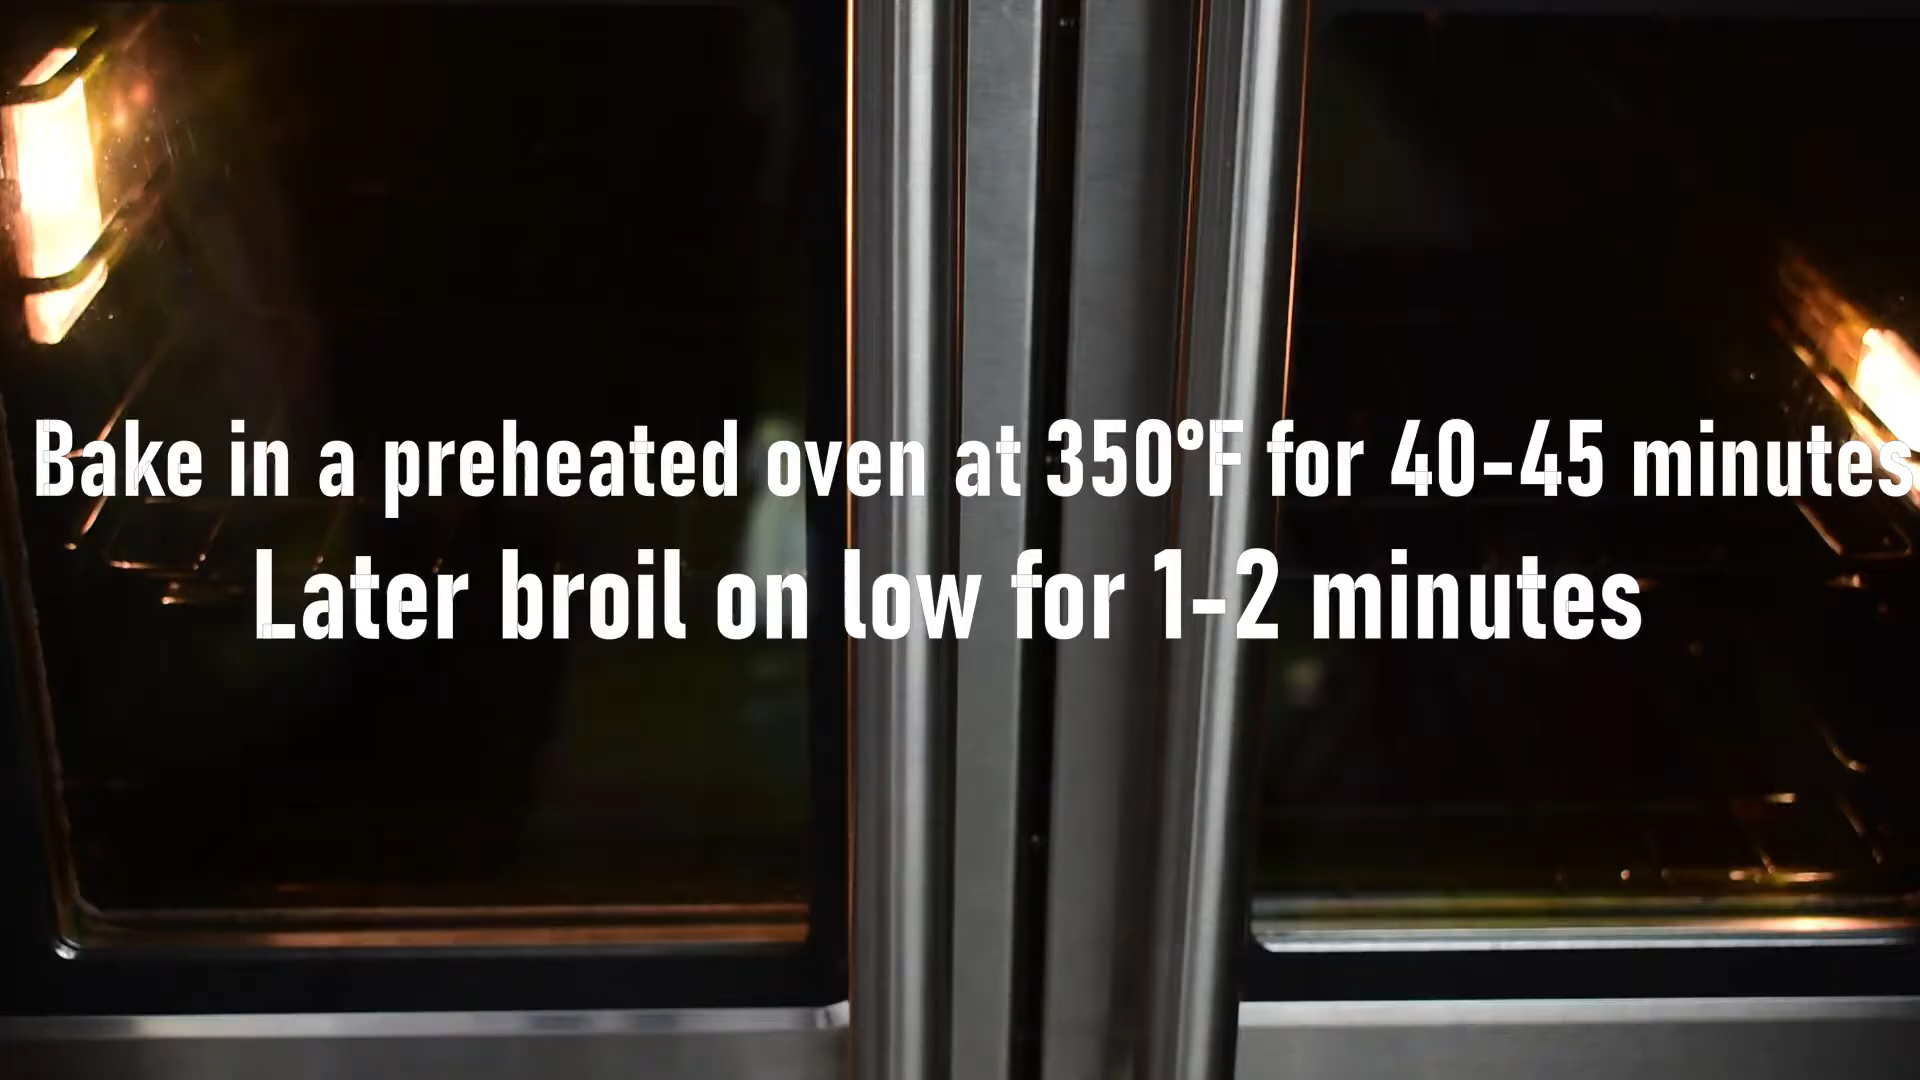 Bake in a preheated oven at 350°F for 40-45 minutes
Later broil on low for 1-2 minutes